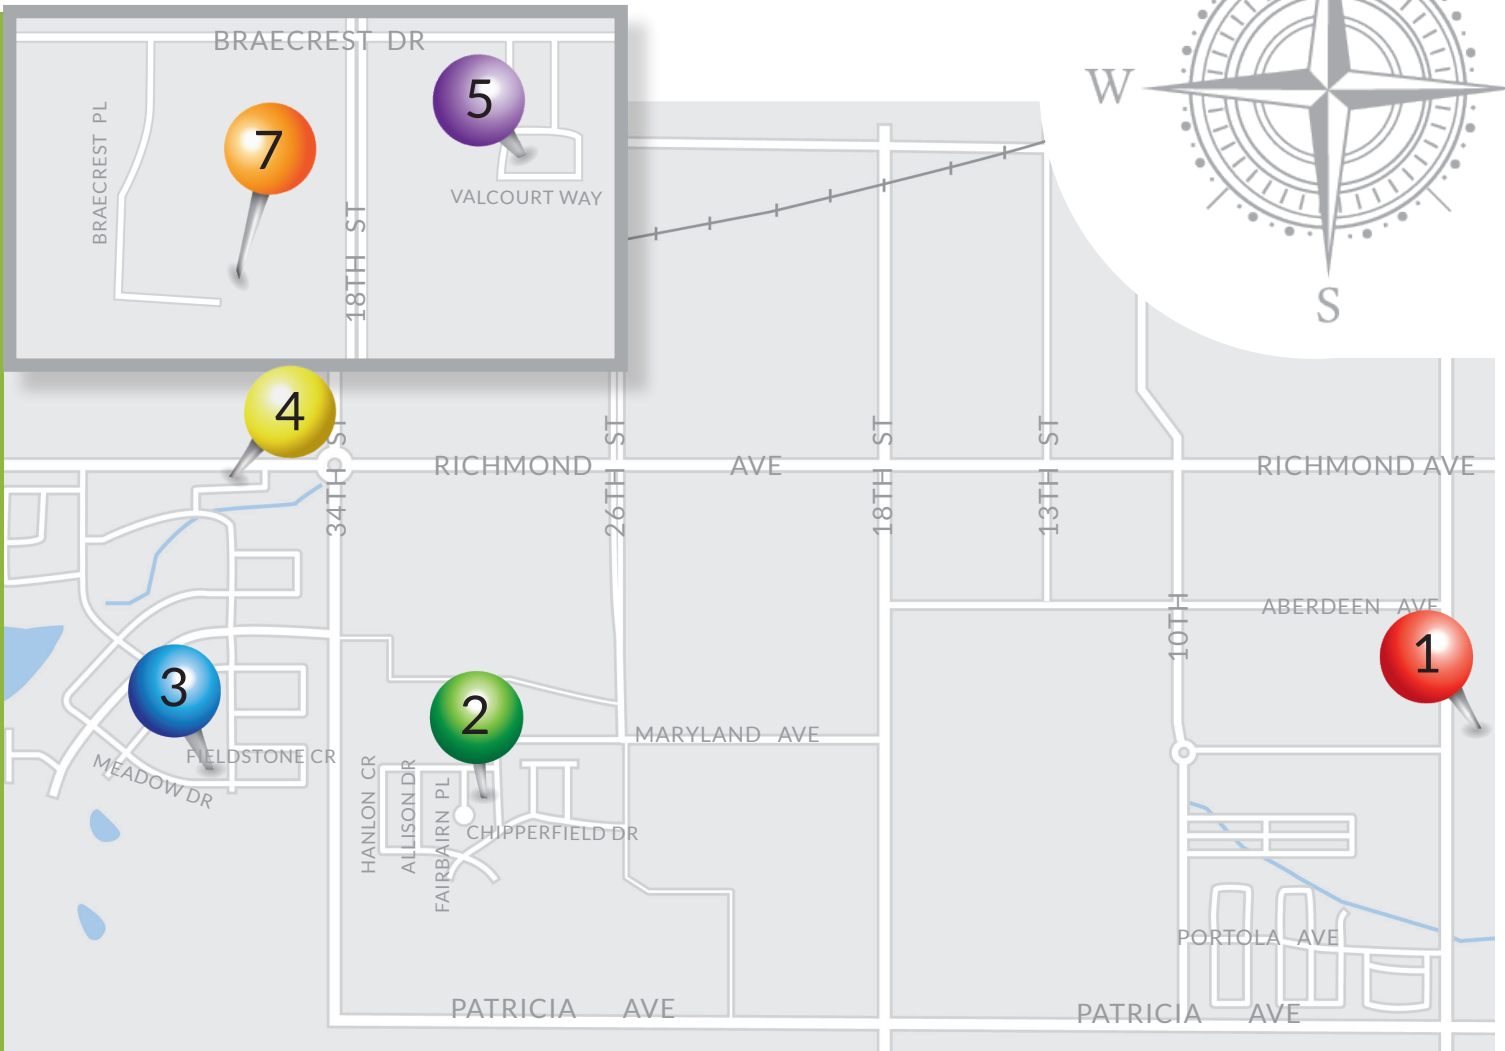 BRAECREST DR
5
7
BRAECREST PL
18TH ST
VALCOURT WAY
W
S
4
34TH ST
RICHMOND AVE
26TH ST
18TH ST
13TH ST
RICHMOND AVE
10TH
ABERDEEN AVE
1
3
2
MARYLAND AVE
FIELDSTONE CR
MEADOW DR
HANLON CR
ALLISON DR
FAIRBAIRN PL
CHIPPERFIELD DR
PORTOLA AVE
PATRICIA AVE
PATRICIA AVE